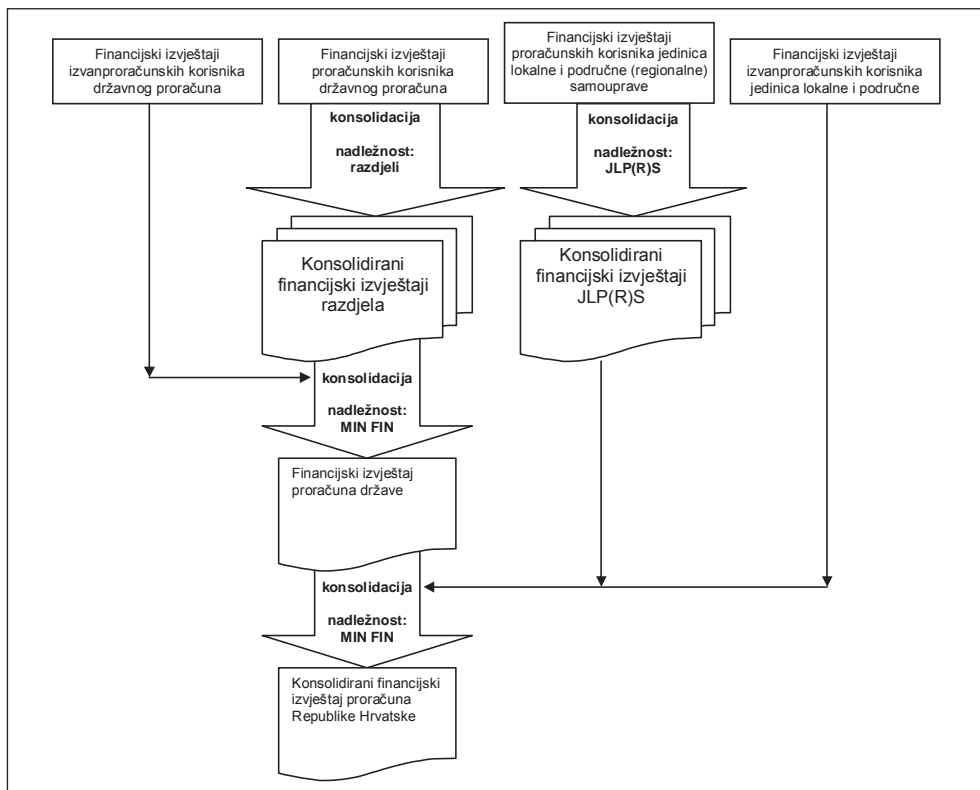 Financijski izvještaji
izvanproračunskih korisnika
državnog proračuna
Financijski izvještaji
proračunskih korisnika
državnog proračuna
Financijski izvještaji
proračunskih korisnika jedinica
lokalne i područne (regionalne)
samouprave
Financijski izvještaji
izvanproračunskih korisnika
jedinica lokalne i područne
konsolidacija
nadležnost:
razdjeli
konsolidacija
nadležnost:
JLP(R)S
Konsolidirani
financijski izvještaji
razdjela
Konsolidirani
financijski izvještaji
JLP(R)S
konsolidacija
nadležnost:
MIN FIN
Financijski izvještaj
proračuna države
konsolidacija
nadležnost:
MIN FIN
Konsolidirani financijski
izvještaj proračuna
Republike Hrvatske